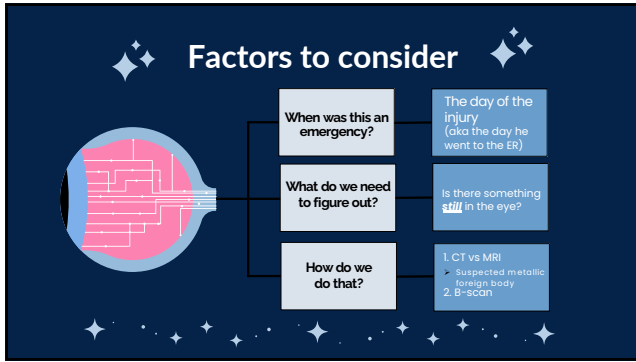 Factors to consider
When was this an
emergency?
The day of the
injury
(aka the day he
went to the ER)
What do we need
to figure out?
Is there something
still in the eye?
How do we
do that?
1. CT vs MRI
➢ Suspected metallic
foreign body
2. B-scan